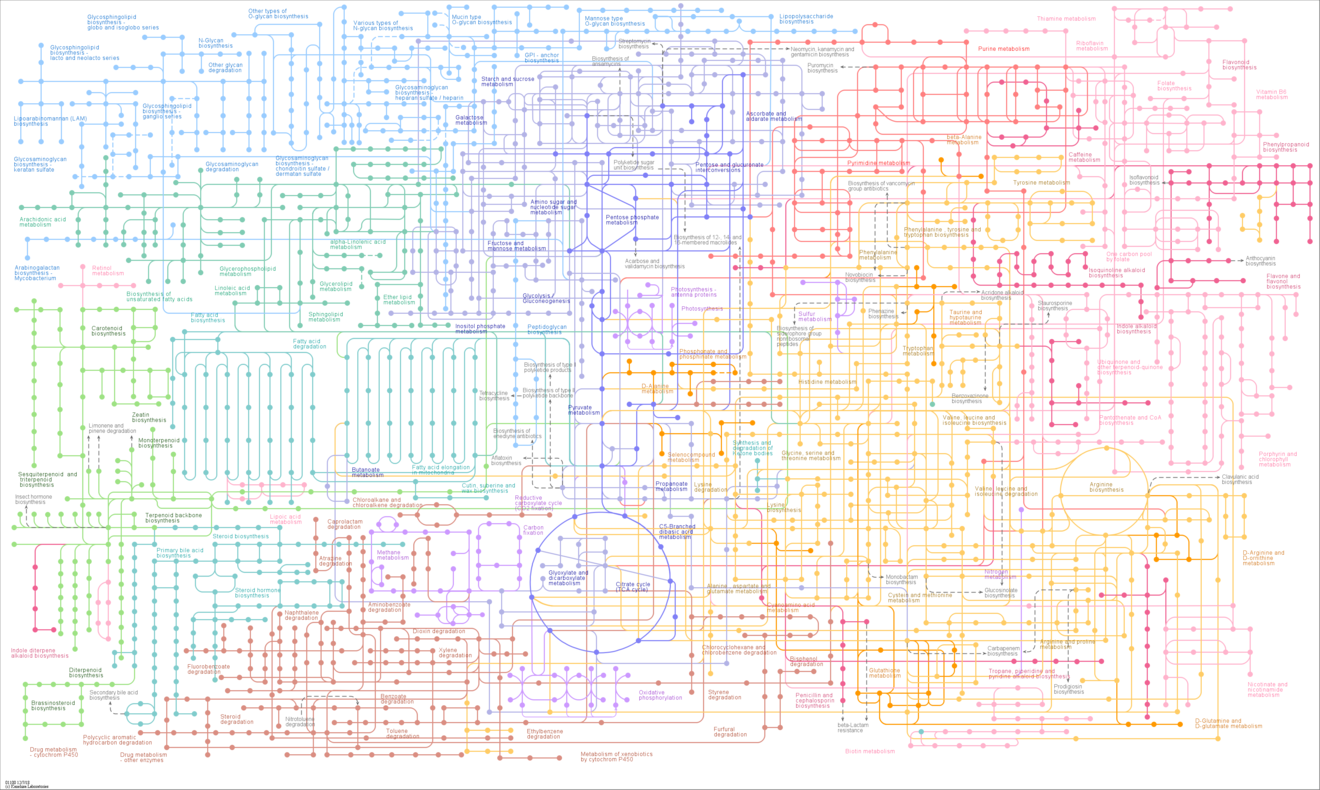 Glycosphingolipid
biosynthesis -
globo and isoglobo series
Other types of
O-glycan biosynthesis
Various types of
N-glycan biosynthesis
Mucin type
O-glycan biosynthesis
Mannose type
O-glycan biosynthesis
Lipopolysaccharide
biosynthesis
Thiamine metabolism
Glycosphingolipid
biosynthesis -
lacto and neolacto series
N-Glycan
biosynthesis
Other glycan
degradation
GPI - anchor
biosynthesis
Streptomycin
biosynthesis
Biosynthesis of
ansamycins
Neomycin, kanamycin and
gentamicin biosynthesis
Puromycin
biosynthesis
Purine metabolism
Riboflavin
metabolism
Flavonoid
biosynthesis
Folate
biosynthesis
Vitamin B6
metabolism
Starch and sucrose
metabolism
Glycosaminoglycan
biosynthesis -
heparan sulfate / heparin
Glycosphingolipid
biosynthesis -
ganglio series
Lipoarabinomannan (LAM)
biosynthesis
Galactose
metabolism
Ascorbate and
aldarate metabolism
beta-Alanine
metabolism
Caffeine
metabolism
Phenylpropanoid
biosynthesis
Glycosaminoglycan
biosynthesis -
keratan sulfate
Glycosaminoglycan
degradation
Glycosaminoglycan
biosynthesis -
chondroitin sulfate /
dermatan sulfate
Polyketide sugar
unit biosynthesis
Pentose and glucuronate
interconversions
Pyrimidine metabolism
Biosynthesis of vancomycin
group antibiotics
Tyrosine metabolism
Isoflavonoid
biosynthesis
Arachidonic acid
metabolism
Amino sugar and
nucleotide sugar
metabolism
Pentose phosphate
metabolism
Biosynthesis of 12-, 14- and
16-membered macrolides
Phenylalanine, tyrosine and
tryptophan biosynthesis
alpha-Linolenic acid
metabolism
Fructose and
mannose metabolism
Acarbose and
validamycin biosynthesis
Phenylalanine
metabolism
One carbon pool
by folate
Anthocyanin
biosynthesis
Arabinogalactan
biosynthesis -
Mycobacterium
Retinol
metabolism
Glycerophospholipid
metabolism
Novobiocin
biosynthesis
Isoquinoline alkaloid
biosynthesis
Flavone and
flavonol
biosynthesis
Biosynthesis of
unsaturated fatty acids
Linoleic acid
metabolism
Glycerolipid
metabolism
Ether lipid
metabolism
Glycolysis /
Gluconeogenesis
Photosynthesis -
antenna proteins
Photosynthesis
Acridone alkaloid
biosynthesis
Staurosporine
biosynthesis
Fatty acid
biosynthesis
Sphingolipid
metabolism
Inositol phosphate
metabolism
Peptidoglycan
biosynthesis
Sulfur
metabolism
Phenazine
biosynthesis
Taurine and
hypotaurine
metabolism
Indole alkaloid
biosynthesis
Carotenoid
biosynthesis
Fatty acid
degradation
Biosynthesis of
siderophore group
nonribosomal
peptides
Phosphonate and
phosphinate metabolism
Tryptophan
metabolism
Ubiquinone and
other terpenoid-quinone
biosynthesis
Biosynthesis of type II
polyketide products
Tetracycline
biosynthesis
Biosynthesis of type II
polyketide backbone
D-Alanine
metabolism
Histidine metabolism
Benzoxazinone
biosynthesis
Zeatin
biosynthesis
Pyruvate
metabolism
Valine, leucine and
isoleucine biosynthesis
Pantothenate and CoA
biosynthesis
Limonene and
pinene degradation
Monoterpenoid
biosynthesis
Biosynthesis of
enediyne antibiotics
Synthesis and
degradation of
ketone bodies
Selenocompound
metabolism
Glycine, serine and
threonine metabolism
Porphyrin and
chlorophyll
metabolism
Aflatoxin
biosynthesis
Sesquiterpenoid and
triterpenoid
biosynthesis
Butanoate
metabolism
Fatty acid elongation
in mitochondria
Cutin, suberine and
wax biosynthesis
Propanoate
metabolism
Lysine
degradation
Valine, leucine and
isoleucine degradation
Arginine
biosynthesis
Clavulanic acid
biosynthesis
Insect hormone
biosynthesis
Chloroalkane and
chloroalkene degradation
Reductive
carboxylate cycle
(CO2 fixation)
Lysine
biosynthesis
Terpenoid backbone
biosynthesis
Lipoic acid
metabolism
Caprolactam
degradation
Carbon
fixation
C5-Branched
dibasic acid
metabolism
Steroid biosynthesis
Primary bile acid
biosynthesis
Atrazine
degradation
Methane
metabolism
D-Arginine and
D-ornithine
metabolism
Glyoxylate and
dicarboxylate
metabolism
Citrate cycle
(TCA cycle)
Alanine, aspartate and
glutamate metabolism
Monobactam
biosynthesis
Nitrogen
metabolism
Glucosinolate
biosynthesis
Cystein and methionine
metabolism
Steroid hormone
biosynthesis
Aminobenzoate
degradation
Naphthalene
degradation
Cyanoamino acid
metabolism
Dioxin degradation
Indole diterpene
alkaloid biosynthesis
Xylene
degradation
Chlorocyclohexane and
chlorobenzene degradation
Bisphenol
degradation
Carbapenem
biosynthesis
Arginine and proline
metabolism
Diterpenoid
biosynthesis
Fluorobenzoate
degradation
Glutathione
metabolism
Tropane, piperidine and
pyridine alkaloid biosynthesis
Nicotinate and
nicotinamide
metabolism
Prodigiosin
biosynthesis
Secondary bile acid
biosynthesis
Brassinosteroid
biosynthesis
Benzoate
degradation
Oxidative
phosphorylation
Styrene
degradation
Penicillin and
cephalosporin
biosynthesis
Steroid
degradation
Nitrotoluene
degradation
Toluene
degradation
Ethylbenzene
degradation
Furfural
degradation
beta-Lactam
resistance
D-Glutamine and
D-glutamate metabolism
Polycyclic aromatic
hydrocarbon degradation
Drug metabolism
- cytochrom P450
Drug metabolism
- other enzymes
Metabolism of xenobiotics
by cytochrom P450
Biotin metabolism
(c) Kanehisa Laboratories